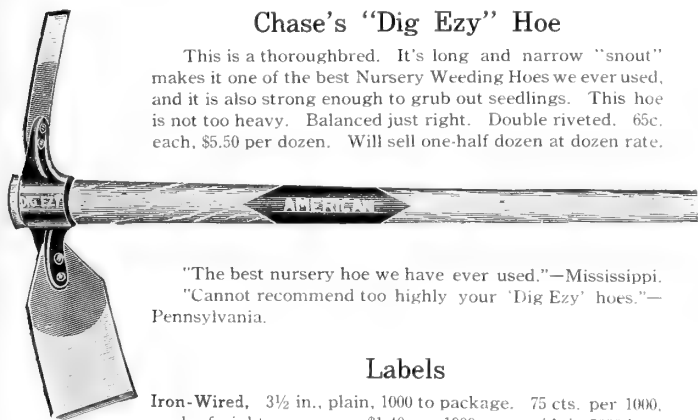 Chase's "Dig Ezy" Hoe
This is a thoroughbred. It's long and narrow "snout"
makes it one of the best Nursery Weeding Hoes we ever used,
and it is also strong enough to grub out seedlings. This hoe
is not too heavy. Balanced just right. Double riveted. 65c.
each, $5.50 per dozen. Will sell one-half dozen at dozen rate.
DIG EZY
AMERICAN
"The best nursery hoe we have ever used."—Mississippi.
"Cannot recommend too highly your 'Dig Ezy' hoes."—
Pennsylvania.
Labels
Iron-Wired, 3½ in., plain, 1000 to package. 75 cts. per 1000,